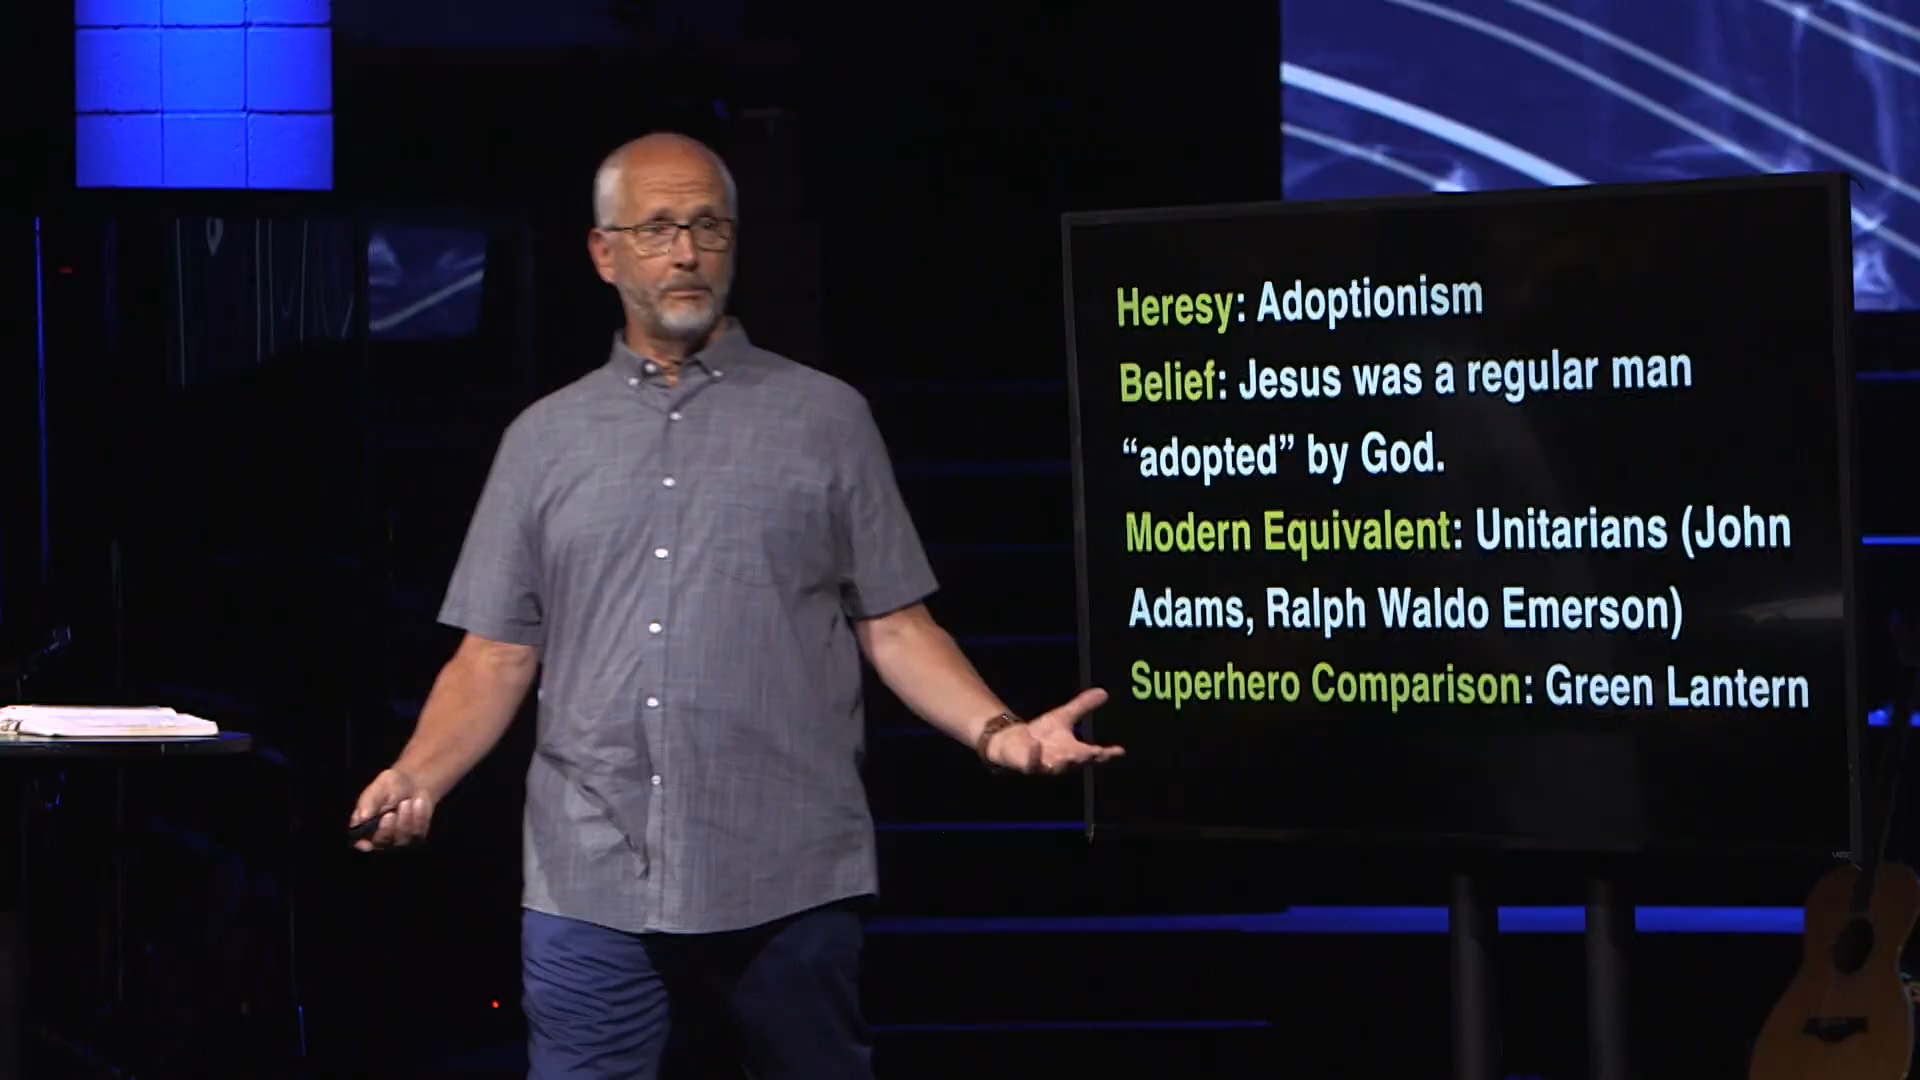 Heresy: Adoptionism
Belief: Jesus was a regular man
“adopted” by God.
Modern Equivalent: Unitarians (John
Adams, Ralph Waldo Emerson)
Superhero Comparison: Green Lantern